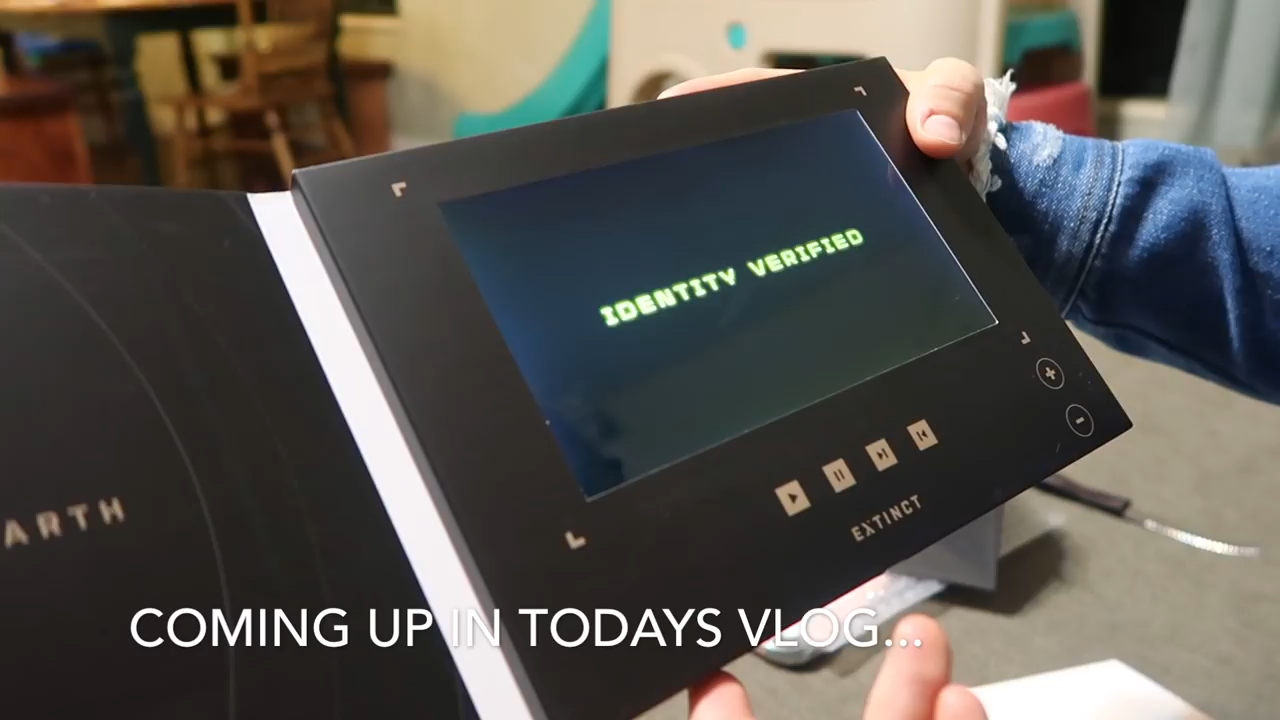 IDENTITY VERIFIED
ARTH
EXTINCT
COMING UP IN TODAYS VLOG...